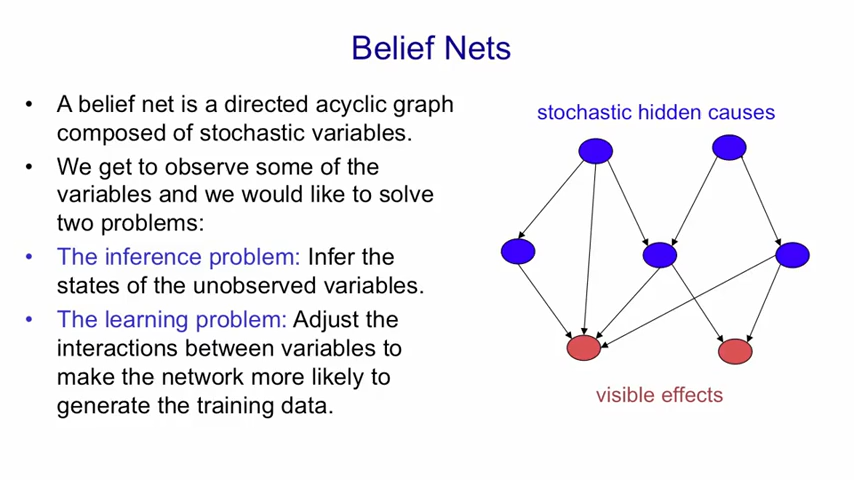 Belief Nets
• A belief net is a directed acyclic graph
composed of stochastic variables.
• We get to observe some of the
variables and we would like to solve
two problems:
• The inference problem: Infer the
states of the unobserved variables.
• The learning problem: Adjust the
interactions between variables to
make the network more likely to
generate the training data.
stochastic hidden causes
visible effects